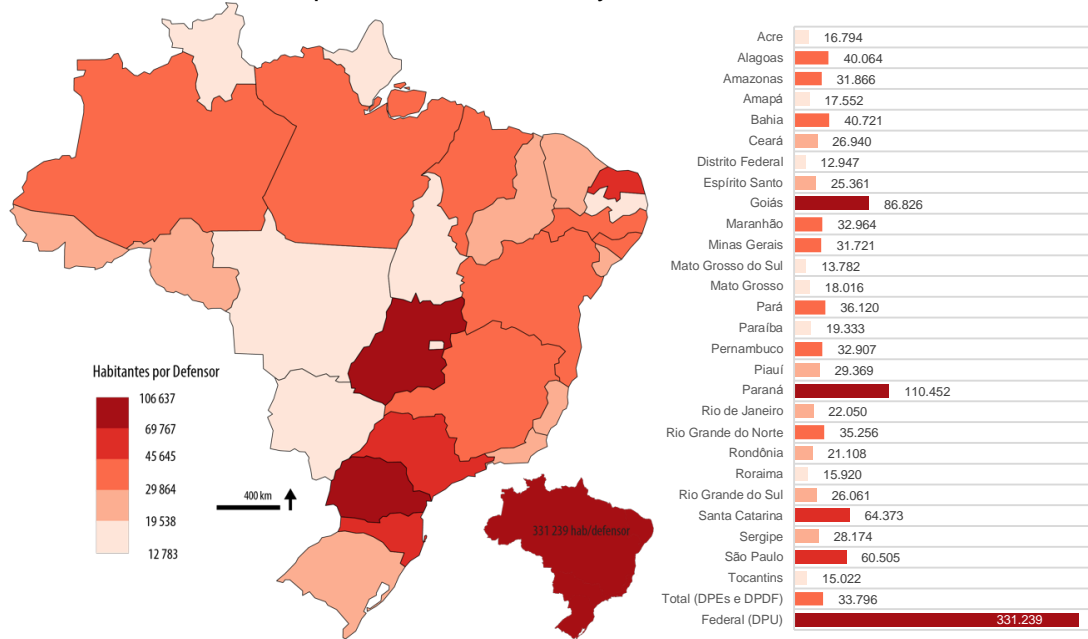 Acre 16.794
Alagoas 40.064
Amazonas 31.866
Amapá 17.552
Bahia 40.721
Ceará 26.940
Distrito Federal 12.947
Espírito Santo 25.361
Goiás 86.826
Maranhão 32.964
Minas Gerais 31.721
Mato Grosso do Sul 13.782
Mato Grosso 18.016
Pará 36.120
Paraíba 19.333
Pernambuco 32.907
Piauí 29.369
Paraná 110.452
Rio de Janeiro 22.050
Rio Grande do Norte 35.256
Rondônia 21.108
Roraima 15.920
Rio Grande do Sul 26.061
Santa Catarina 64.373
Sergipe 28.174
São Paulo 60.505
Tocantins 15.022
Total (DPEs e DPDF) 33.796
Federal (DPU) 331.239
Habitantes por Defensor
106 637
69 767
45 645
29 864
19 538
12 783
400 km
331 239 hab/defensor